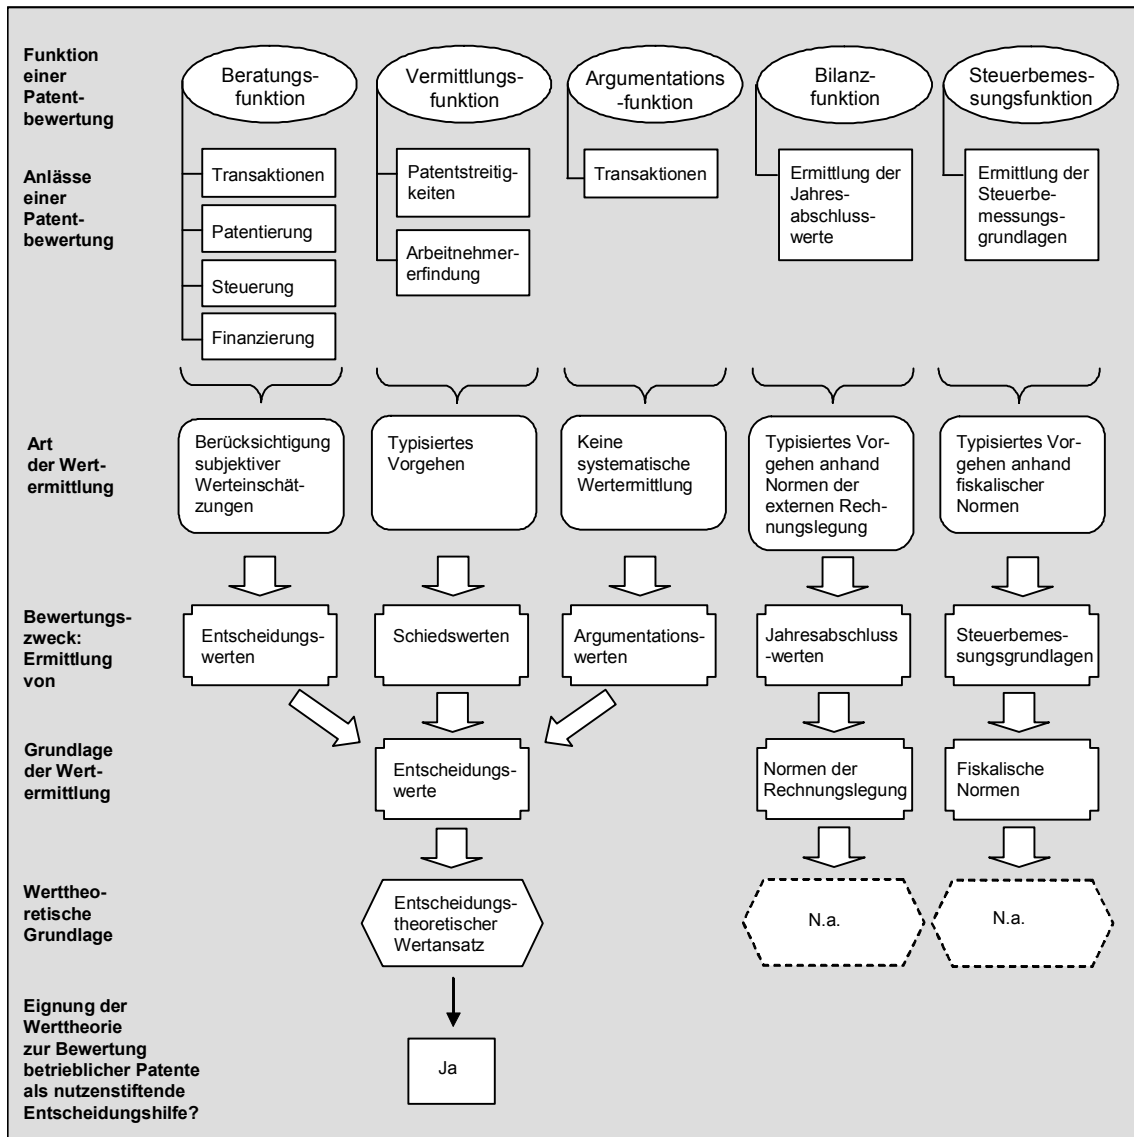 Funktion
einer
Patent-
bewertung
Beratungs-
funktion
Vermittlungs-
funktion
Argumentations
-funktion
Bilanz-
funktion
Steuerbemes-
sungsfunktion
Anlässe
einer
Patent-
bewertung
Transaktionen
Patentierung
Steuerung
Finanzierung
Patentstreitig-
keiten
Arbeitnehmer-
erfindung
Transaktionen
Ermittlung der
Jahres-
abschluss-
werte
Ermittlung der
Steuerbe-
messungs-
grundlagen
Art
der Wert-
ermittlung
Berücksichtigung
subjektiver
Werteinschät-
zungen
Typisiertes
Vorgehen
Keine
systematische
Wertermittlung
Typisiertes Vor-
gehen anhand
Normen der
externen Rech-
nungslegung
Typisiertes Vor-
gehen anhand
fiskalischer
Normen
Bewertungs-
zweck:
Ermittlung
von
Entscheidungs-
werten
Schiedswerten
Argumentations-
werten
Jahresabschluss
-werten
Steuerbemes-
sungsgrundlagen
Grundlage
der Wert-
ermittlung
Entscheidungs-
werte
Normen der
Rechnungslegung
Fiskalische
Normen
Werttheo-
retische
Grundlage
Entscheidungs-
theoretischer
Wertansatz
N.a.
N.a.
Eignung der
Werttheorie
zur Bewertung
betrieblicher Patente
als nutzenstiftende
Entscheidungshilfe?
Ja